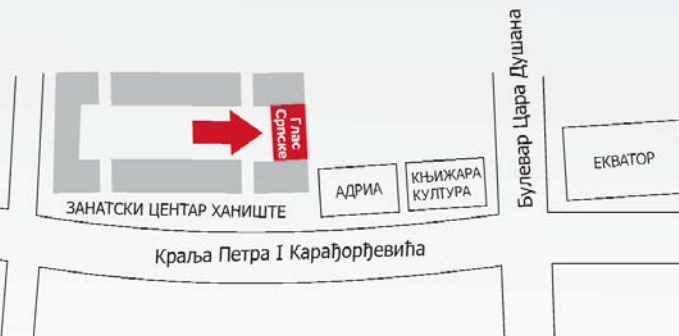 Булевар Цара Душана
Глас
Српске
ЕКВАТОР
АДРИА
КЊИЖАРА
КУЛТУРА
ЗАНАТСКИ ЦЕНТАР ХАНИШТЕ
Краља Петра I Карађорђевића